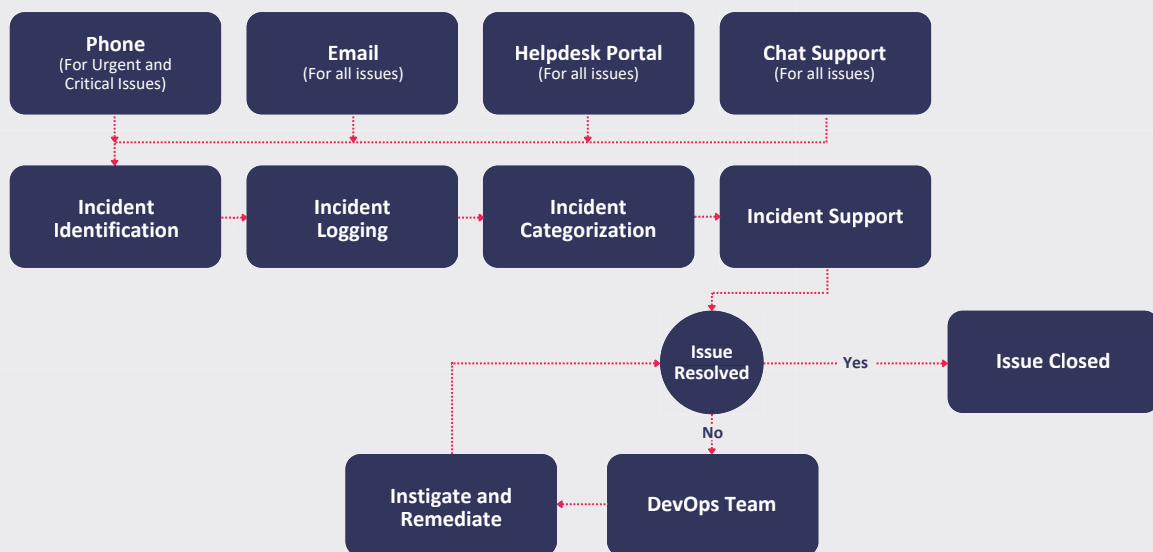 Phone
(For Urgent and
Critical Issues)
Email
(For all issues)
Helpdesk Portal
(For all issues)
Chat Support
(For all issues)
Incident
Identification
Incident
Logging
Incident
Categorization
Incident Support
Issue
Resolved
Yes
Issue Closed
No
Instigate and
Remediate
DevOps Team